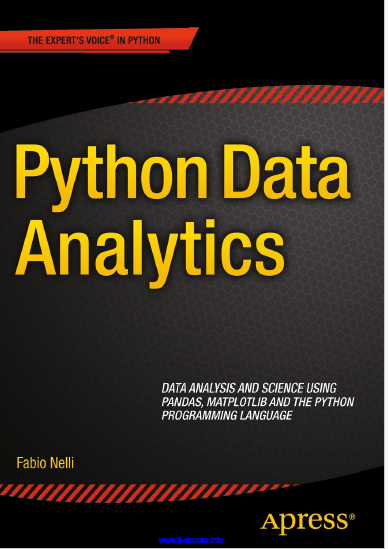 THE EXPERT'S VOICE® IN PYTHON
Python Data
Analytics
DATA ANALYSIS AND SCIENCE USING
PANDAS, MATPLOTLIB AND THE PYTHON
PROGRAMMING LANGUAGE
Fabio Nelli
Apress®
www.it-ebooks.info